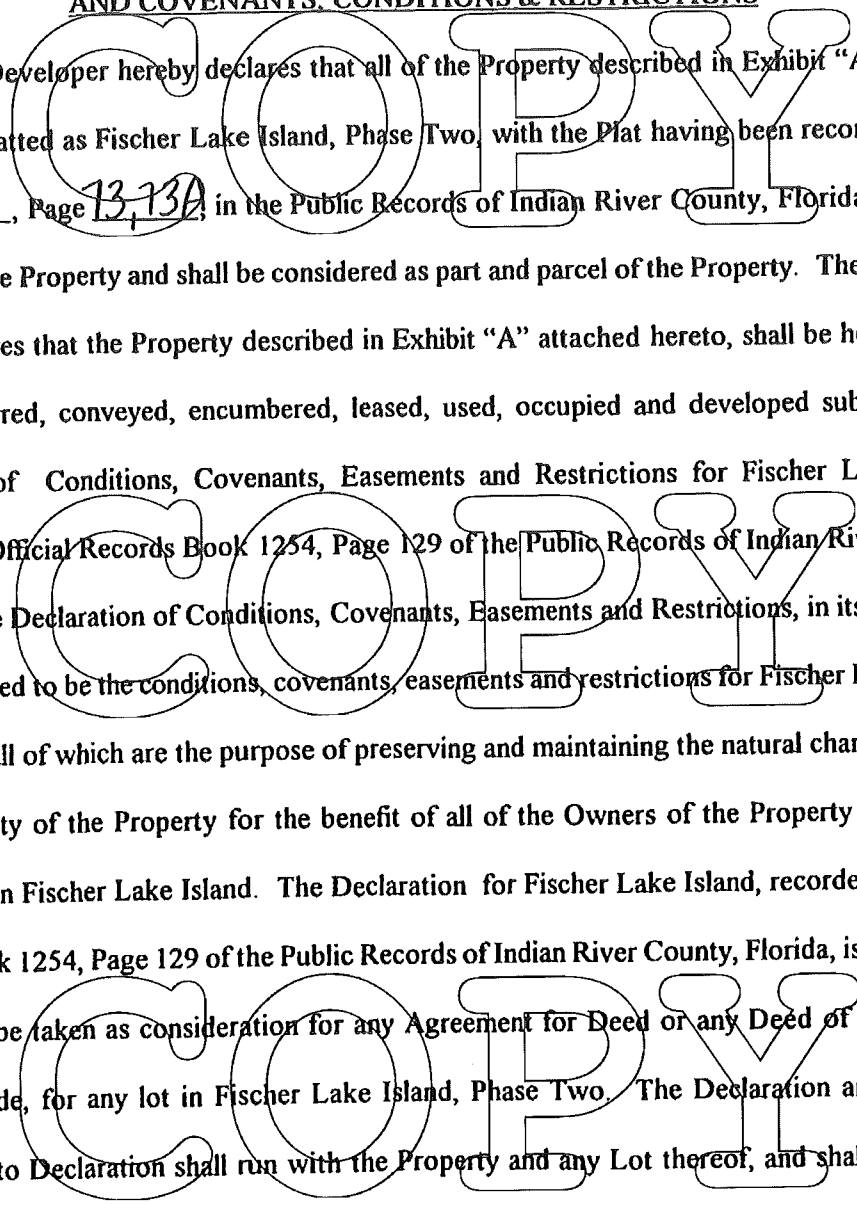 AND COVENANTS, CONDITIONS & RESTRICTIONS
Developer hereby declares that all of the Property described in Exhibit “A
atted as Fischer Lake Island, Phase Two, with the Plat having been recor
_, Page 73,73A, in the Public Records of Indian River County, Florida
e Property and shall be considered as part and parcel of the Property. The
es that the Property described in Exhibit “A” attached hereto, shall be he
red, conveyed, encumbered, leased, used, occupied and developed sub
of Conditions, Covenants, Easements and Restrictions for Fischer L
Official Records Book 1254, Page 129 of the Public Records of Indian Riv
e Declaration of Conditions, Covenants, Easements and Restrictions, in its
ed to be the conditions, covenants, easements and restrictions for Fischer
ll of which are the purpose of preserving and maintaining the natural char
ty of the Property for the benefit of all of the Owners of the Property
n Fischer Lake Island. The Declaration for Fischer Lake Island, recorde
k 1254, Page 129 of the Public Records of Indian River County, Florida, is
be taken as consideration for any Agreement for Deed or any Deed of
de, for any lot in Fischer Lake Island, Phase Two. The Declaration a
to Declaration shall run with the Property and any Lot thereof, and shal
COPY
COPY
COPY